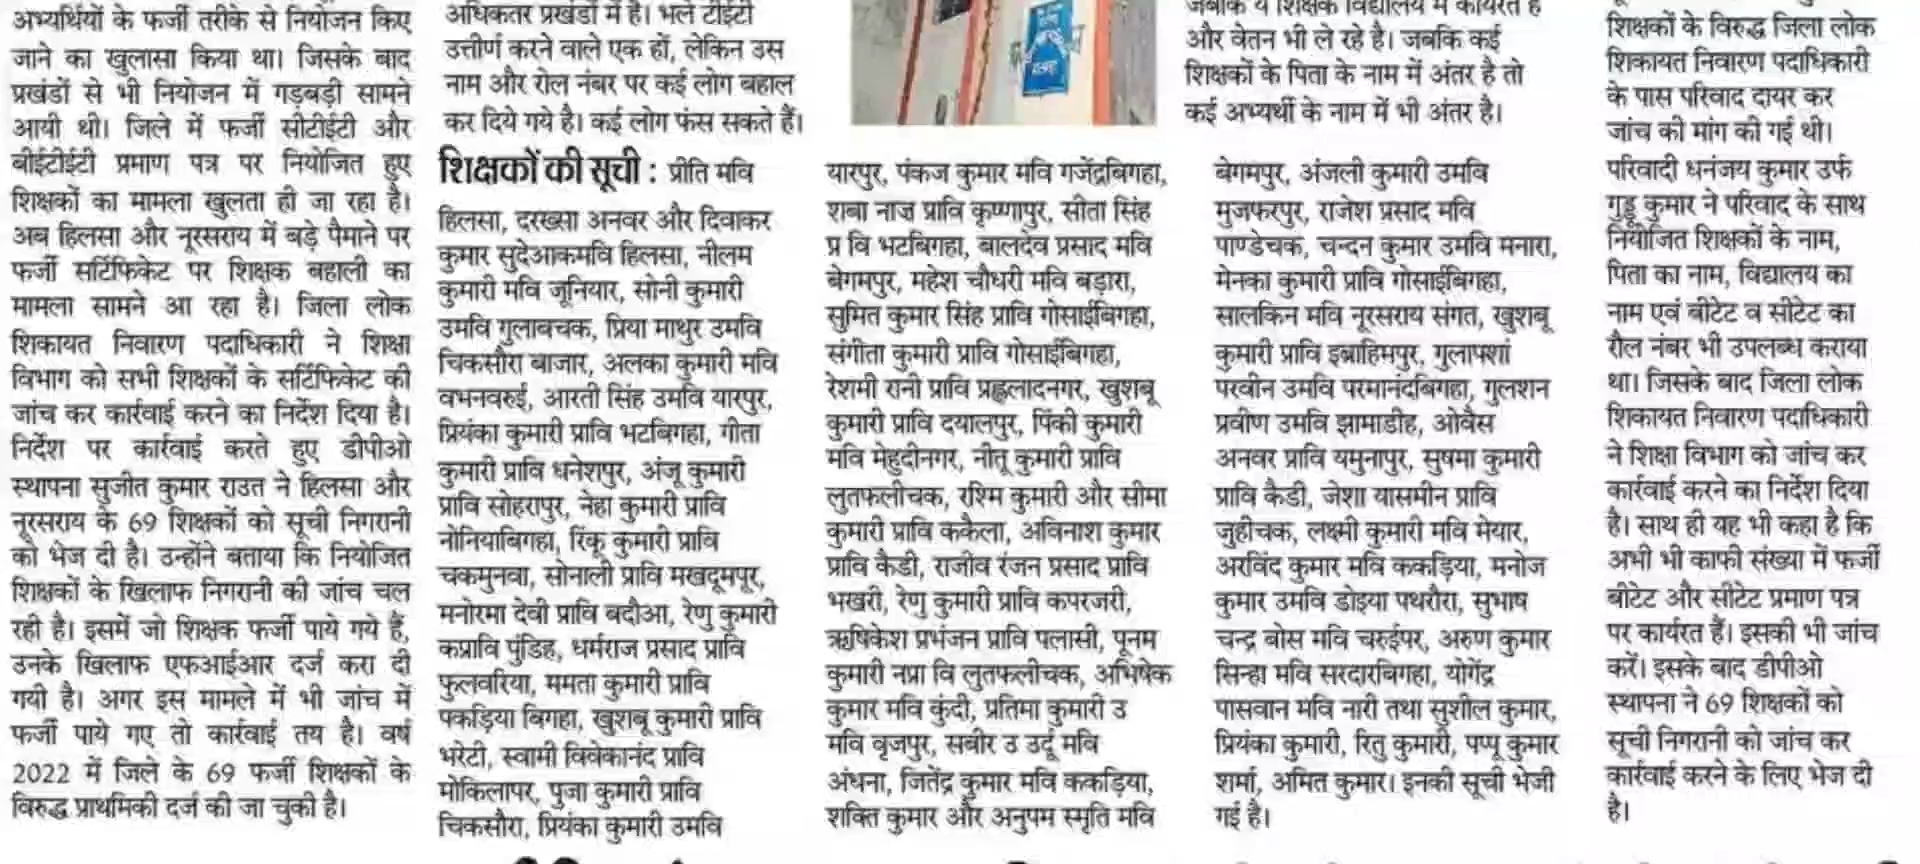 अभ्यर्थियों के फर्जी तरीके से नियोजन किए
जाने का खुलासा किया था। जिसके बाद
प्रखंडों से भी नियोजन में गड़बड़ी सामने
आयी थी। जिले में फर्जी सीटीईटी और
बीईटीईटी प्रमाण पत्र पर नियोजित हुए
शिक्षकों का मामला खुलता ही जा रहा है।
अब हिलसा और नूरसराय में बड़े पैमाने पर
फर्जी सर्टिफिकेट पर शिक्षक बहाली का
मामला सामने आ रहा है। जिला लोक
शिकायत निवारण पदाधिकारी ने शिक्षा
विभाग को सभी शिक्षकों के सर्टिफिकेट की
जांच कर कार्रवाई करने का निर्देश दिया है।
निर्देश पर कार्रवाई करते हुए डीपीओ
स्थापना सुजीत कुमार राउत ने हिलसा और
नूरसराय के 69 शिक्षकों को सूची निगरानी
को भेज दी है। उन्होंने बताया कि नियोजित
शिक्षकों के खिलाफ निगरानी की जांच चल
रही है। इसमें जो शिक्षक फर्जी पाये गये हैं,
उनके खिलाफ एफआईआर दर्ज करा दी
गयी है। अगर इस मामले में भी जांच में
फर्जी पाये गए तो कार्रवाई तय है। वर्ष
2022 में जिले के 69 फर्जी शिक्षकों के
विरुद्ध प्राथमिकी दर्ज की जा चुकी है।
अधिकतर प्रखंडों में है। भले टीईटी
उत्तीर्ण करने वाले एक हों, लेकिन उस
नाम और रोल नंबर पर कई लोग बहाल
कर दिये गये है। कई लोग फंस सकते हैं।
शिक्षकों की सूची : प्रीति मवि
हिलसा, दरख्सा अनवर और दिवाकर
कुमार सुदेआकमवि हिलसा, नीलम
कुमारी मवि जूनियार, सोनी कुमारी
उमवि गुलाबचक, प्रिया माथुर उमवि
चिकसौरा बाजार, अलका कुमारी मवि
वभनवरुई, आरती सिंह उमवि यारपुर,
प्रियंका कुमारी प्रावि भटबिगहा, गीता
कुमारी प्रावि धनेशपुर, अंजू कुमारी
प्रावि सोहरापुर, नेहा कुमारी प्रावि
नोनियाबिगहा, रिंकू कुमारी प्रावि
चकमुनवा, सोनाली प्रावि मखदूमपूर,
मनोरमा देवी प्रावि बदौआ, रेणु कुमारी
कप्रावि पुंडिह, धर्मराज प्रसाद प्रावि
फुलवरिया, ममता कुमारी प्रावि
पकड़िया विगहा, खुशबू कुमारी प्रावि
भरेटी, स्वामी विवेकानंद प्रावि
मोकिलापर, पुजा कुमारी प्रावि
चिकसौरा, प्रियंका कुमारी उमवि
यारपुर, पंकज कुमार मवि गजेंद्रबिगहा,
शबा नाज प्रावि कृष्णापुर, सीता सिंह
प्र वि भटबिगहा, बालदेव प्रसाद मवि
बेगमपुर, महेश चौधरी मवि बड़ारा,
सुमित कुमार सिंह प्रावि गोसाईबिगहा,
संगीता कुमारी प्रावि गोसाईबिगहा,
रेशमी रानी प्रावि प्रह्लादनगर, खुशबू
कुमारी प्रावि दयालपुर, पिंकी कुमारी
मवि मेहुदीनगर, नीतू कुमारी प्रावि
लुतफलीचक, रश्मि कुमारी और सीमा
कुमारी प्रावि ककैला, अविनाश कुमार
प्रावि कैडी, राजीव रंजन प्रसाद प्रावि
भखरी, रेणु कुमारी प्रावि कपरजरी,
ऋषिकेश प्रभंजन प्रावि पलासी, पूनम
कुमारी नप्रा वि लुतफलीचक, अभिषेक
कुमार मवि कुंदी, प्रतिमा कुमारी उ
मवि वृजपुर, सबीर उ उर्दू मवि
अंधना, जितेंद्र कुमार मवि ककड़िया,
शक्ति कुमार और अनुपम स्मृति मवि
जबकि ये शिक्षक विद्यालय में कार्यरत है
और वेतन भी ले रहे है। जबकि कई
शिक्षकों के पिता के नाम में अंतर है तो
कई अभ्यर्थी के नाम में भी अंतर है।
बेगमपुर, अंजली कुमारी उमवि
मुजफरपुर, राजेश प्रसाद मवि
पाण्डेचक, चन्दन कुमार उमवि मनारा,
मेनका कुमारी प्रावि गोसाईबिगहा,
सालकिन मवि नूरसराय संगत, खुशबू
कुमारी प्रावि इब्राहिमपुर, गुलापशां
परवीन उमवि परमानंदबिगहा, गुलशन
प्रवीण उमवि झामाडीह, ओवैस
अनवर प्रावि यमुनापुर, सुषमा कुमारी
प्रावि कैडी, जेशा यासमीन प्रावि
जुहीचक, लक्ष्मी कुमारी मवि मेयार,
अरविंद कुमार मवि ककड़िया, मनोज
कुमार उमवि डोइया पथरौरा, सुभाष
चन्द्र बोस मवि चरुईपर, अरुण कुमार
सिन्हा मवि सरदारबिगहा, योगेंद्र
पासवान मवि नारी तथा सुशील कुमार,
प्रियंका कुमारी, रितु कुमारी, पप्पू कुमार
शर्मा, अमित कुमार। इनकी सूची भेजी
गई है।
शिक्षकों के विरुद्ध जिला लोक
शिकायत निवारण पदाधिकारी
के पास परिवाद दायर कर
जांच की मांग की गई थी।
परिवादी धनंजय कुमार उर्फ
गुड्डू कुमार ने परिवाद के साथ
नियोजित शिक्षकों के नाम,
पिता का नाम, विद्यालय का
नाम एवं बीटेट व सीटेट का
रौल नंबर भी उपलब्ध कराया
था। जिसके बाद जिला लोक
शिकायत निवारण पदाधिकारी
ने शिक्षा विभाग को जांच कर
कार्रवाई करने का निर्देश दिया
है। साथ ही यह भी कहा है कि
अभी भी काफी संख्या में फर्जी
बीटेट और सीटेट प्रमाण पत्र
पर कार्यरत हैं। इसकी भी जांच
करें। इसके बाद डीपीओ
स्थापना ने 69 शिक्षकों को
सूची निगरानी को जांच कर
कार्रवाई करने के लिए भेज दी
है।